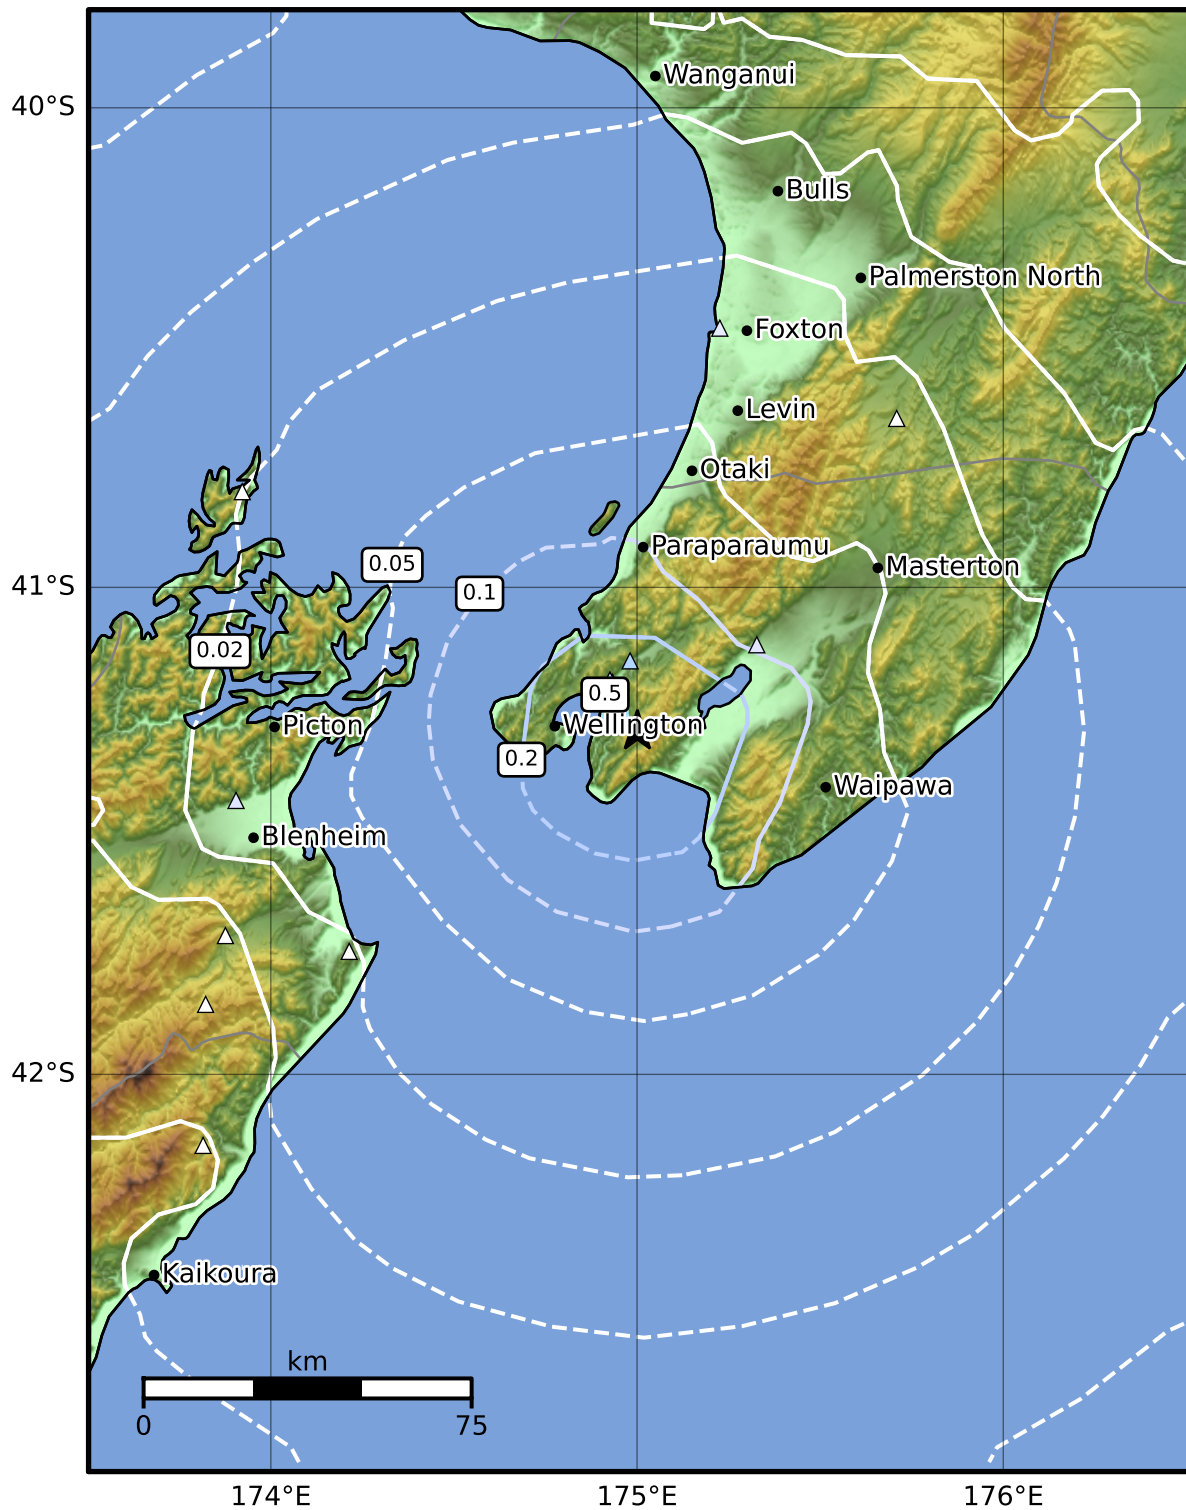 Wanganui
40°S
Bulls
Palmerston North
Foxton
Levin
Otaki
Paraparaumu
0.05
Masterton
41°S
0.1
0.02
0.5
Picton
Wellington
0.2
Waipawa
Blenheim
42°S
Kaikoura
km
0 75
174°E 175°E 176°E